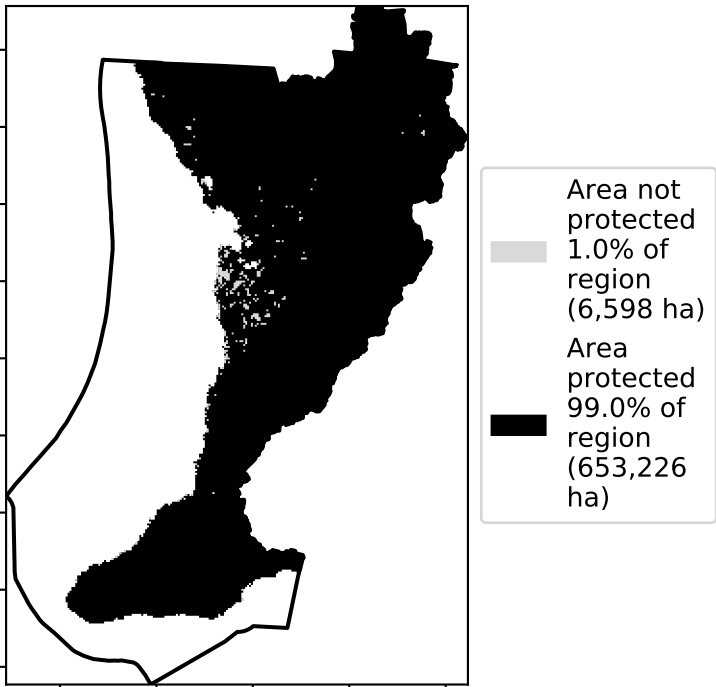 Area not
protected
1.0% of
region
(6,598 ha)
Area
protected
99.0% of
region
(653,226
ha)